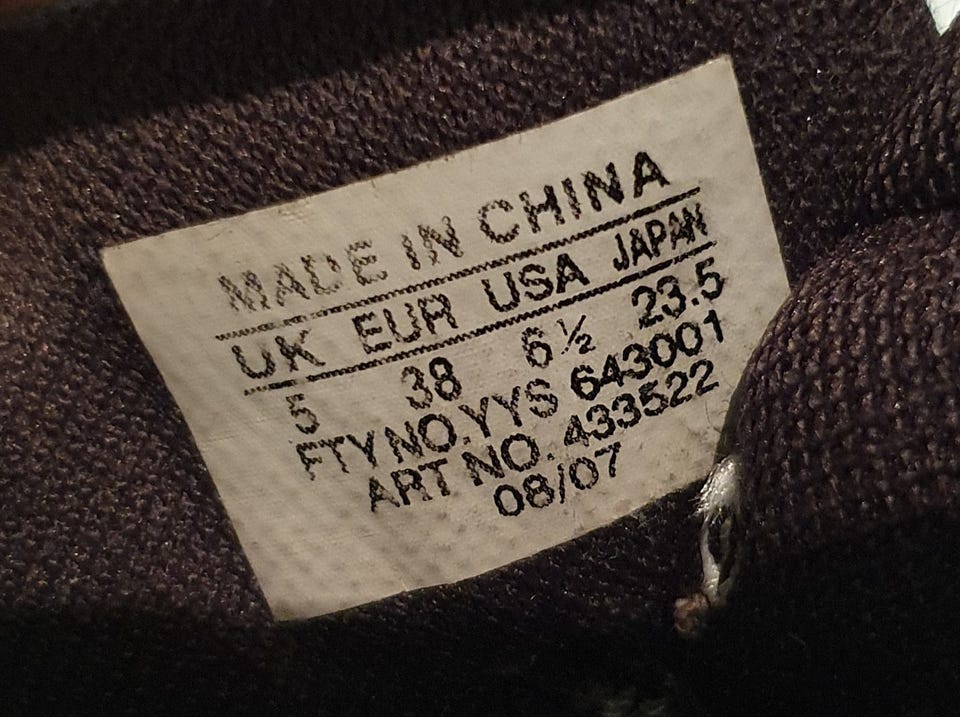 MADE IN CHINA
UK EUR USA JAPAN
5 38 6½ 23.5
FTY NO.YYS 643001
ART NO. 433522
08/07